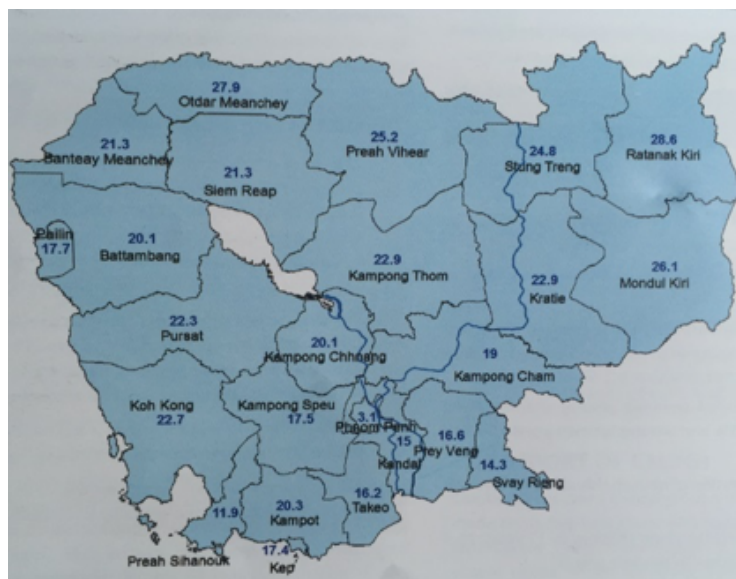 27.9
Otdar Meanchey
21.3
Banteay Meanchey
21.3
Siem Reap
25.2
Preah Vihear
24.8
Stung Treng
28.6
Ratanak Kiri
Pailin
17.7
20.1
Battambang
22.9
Kampong Thom
22.9
Kratie
26.1
Mondul Kiri
22.3
Pursat
20.1
Kampong Chhnang
19
Kampong Cham
Koh Kong
22.7
Kampong Speu
17.5
3.1
Phnom Penh
15
Kandal
16.6
Prey Veng
14.3
Svay Rieng
11.9
Preah Sihanouk
20.3
Kampot
16.2
Takeo
17.4
Kep